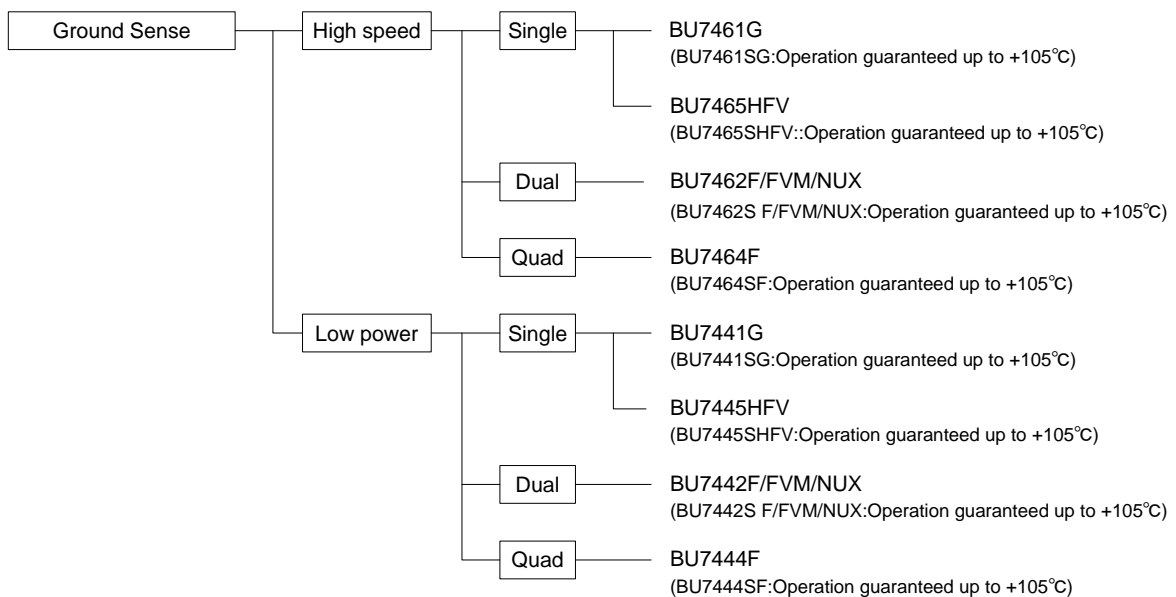 Ground Sense
High speed
Single
BU7461G
(BU7461SG:Operation guaranteed up to +105℃)
BU7465HFV
(BU7465SHFV::Operation guaranteed up to +105℃)
Dual
BU7462F/FVM/NUX
(BU7462S F/FVM/NUX:Operation guaranteed up to +105℃)
Quad
BU7464F
(BU7464SF:Operation guaranteed up to +105℃)
Low power
Single
BU7441G
(BU7441SG:Operation guaranteed up to +105℃)
BU7445HFV
(BU7445SHFV:Operation guaranteed up to +105℃)
Dual
BU7442F/FVM/NUX
(BU7442S F/FVM/NUX:Operation guaranteed up to +105℃)
Quad
BU7444F
(BU7444SF:Operation guaranteed up to +105℃)